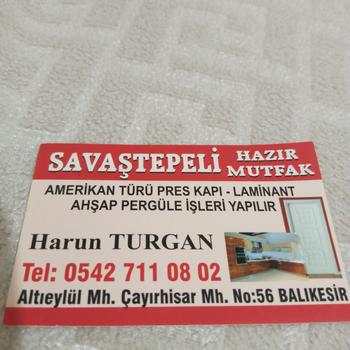 SAVAŞTEPELİ HAZIR MUTFAK
AMERİKAN TÜRÜ PRES KAPI - LAMİNANT
AHŞAP PERGÜLE İŞLERİ YAPILIR
Harun TURGAN
Tel: 0542 711 08 02
Altıeylül Mh. Çayırhisar Mh. No:56 BALIKESİR